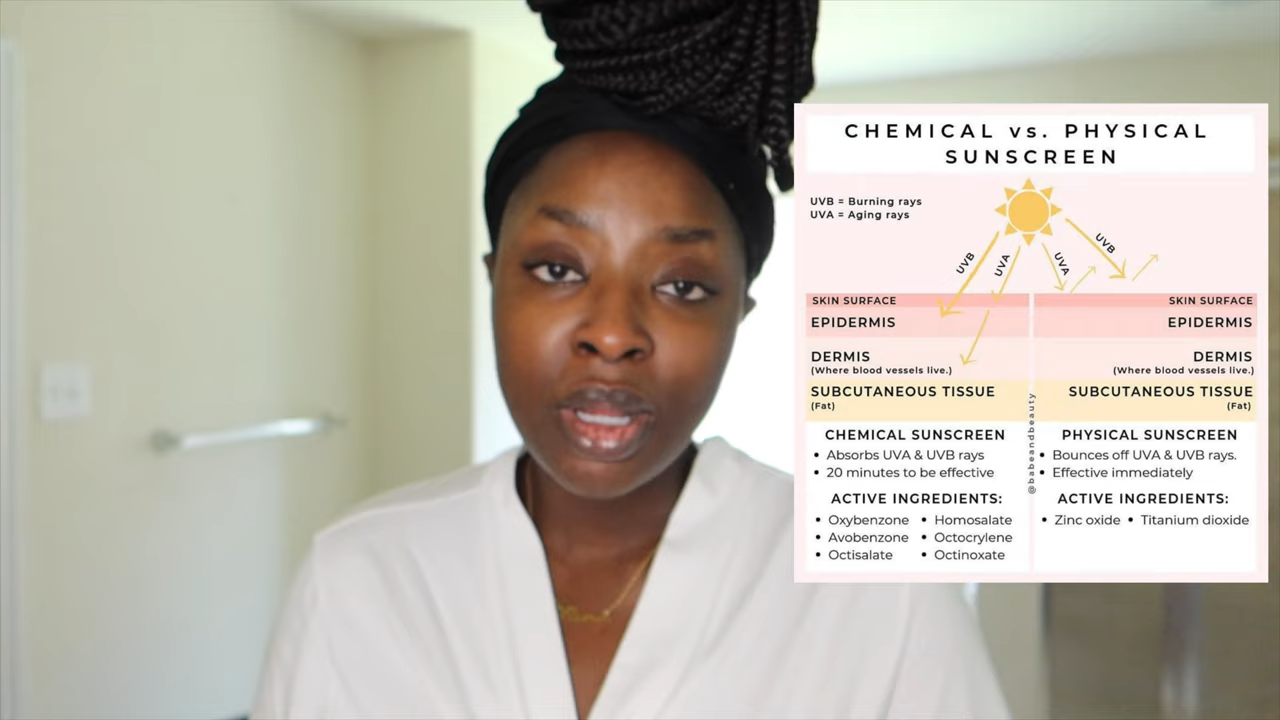 CHEMICAL vs. PHYSICAL
SUNSCREEN
UVB = Burning rays
UVA = Aging rays
UVB
UVA
UVA
UVB
SKIN SURFACE
EPIDERMIS
DERMIS
(Where blood vessels live.)
SUBCUTANEOUS TISSUE
(Fat)
SKIN SURFACE
EPIDERMIS
DERMIS
(Where blood vessels live.)
SUBCUTANEOUS TISSUE
(Fat)
@babeandbeauty
CHEMICAL SUNSCREEN
• Absorbs UVA & UVB rays
• 20 minutes to be effective
ACTIVE INGREDIENTS:
• Oxybenzone • Homosalate
• Avobenzone • Octocrylene
• Octisalate • Octinoxate
PHYSICAL SUNSCREEN
• Bounces off UVA & UVB rays.
• Effective immediately
ACTIVE INGREDIENTS:
• Zinc oxide • Titanium dioxide